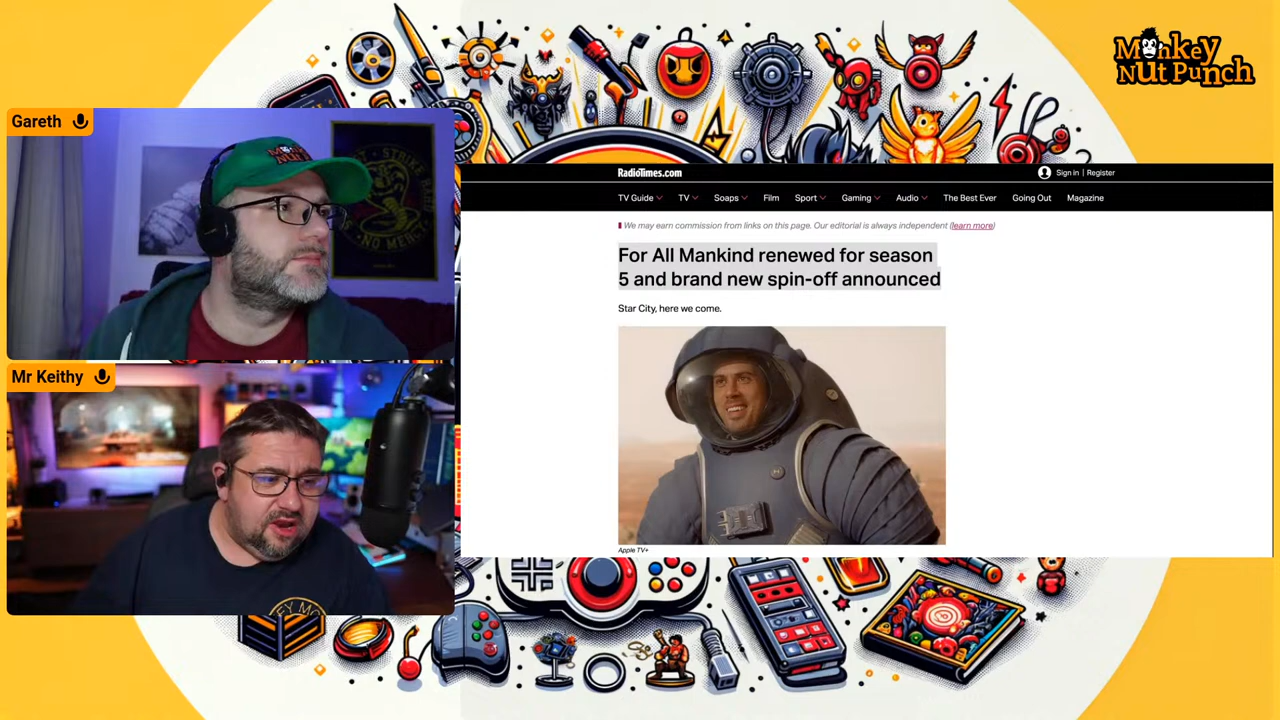 Monkey
Nut Punch
Gareth
STRIKE
NO MERCY
Mr Keithy
RadioTimes.com
Sign in | Register
TV Guide TV Soaps Film Sport Gaming Audio The Best Ever Going Out Magazine
We may earn commission from links on this page. Our editorial is always independent (learn more)
For All Mankind renewed for season
5 and brand new spin-off announced
Star City, here we come.
Apple TV+